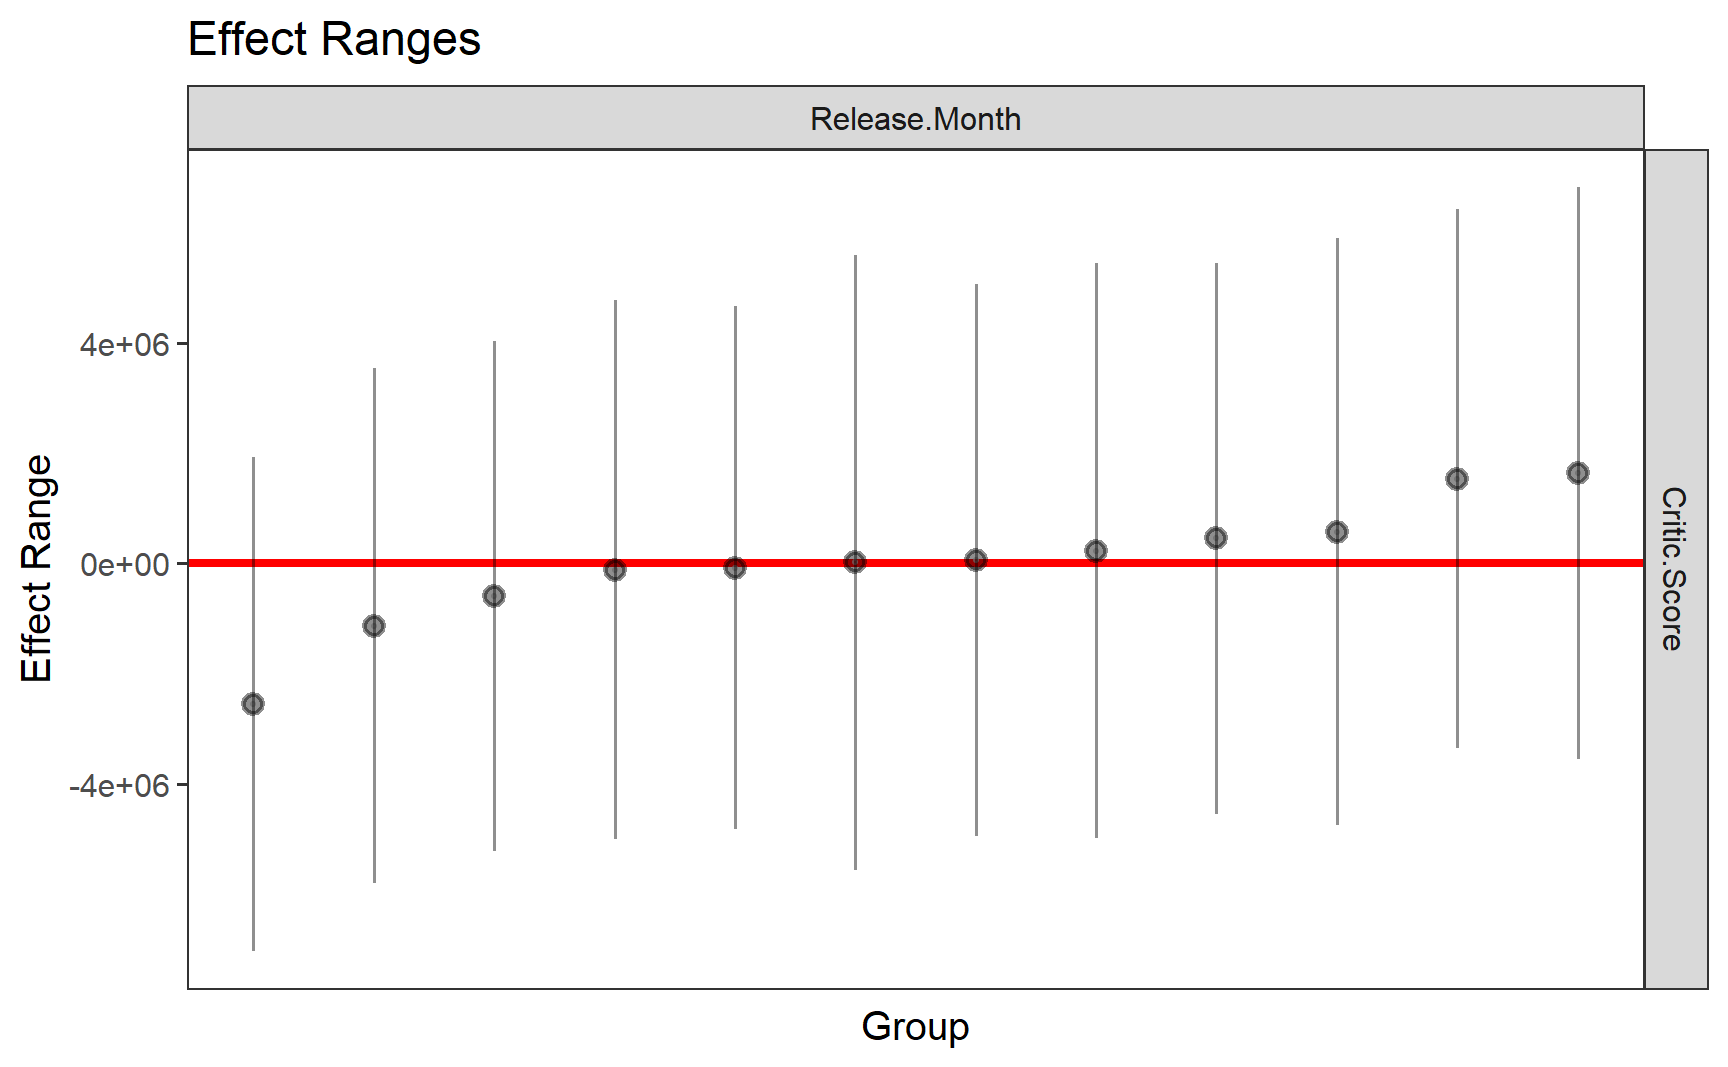 Effect Ranges
Release.Month
4e+06
0e+00
-4e+06
Effect Range
Critic.Score
Group